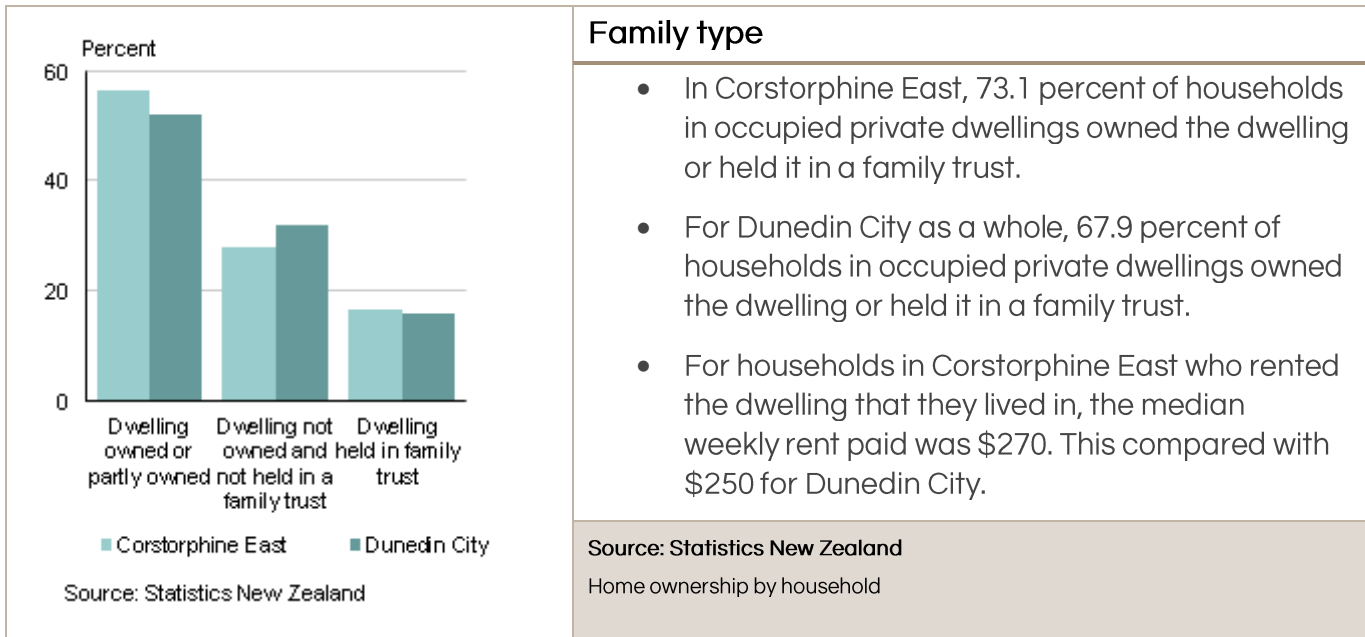 Percent
60
40
20
0
Dwelling owned or partly owned
Dwelling not owned and not held in a family trust
Dwelling held in family trust
Corstorphine East
Dunedin City
Source: Statistics New Zealand
Family type
• In Corstorphine East, 73.1 percent of households
in occupied private dwellings owned the dwelling
or held it in a family trust.
• For Dunedin City as a whole, 67.9 percent of
households in occupied private dwellings owned
the dwelling or held it in a family trust.
• For households in Corstorphine East who rented
the dwelling that they lived in, the median
weekly rent paid was $270. This compared with
$250 for Dunedin City.
Source: Statistics New Zealand
Home ownership by household